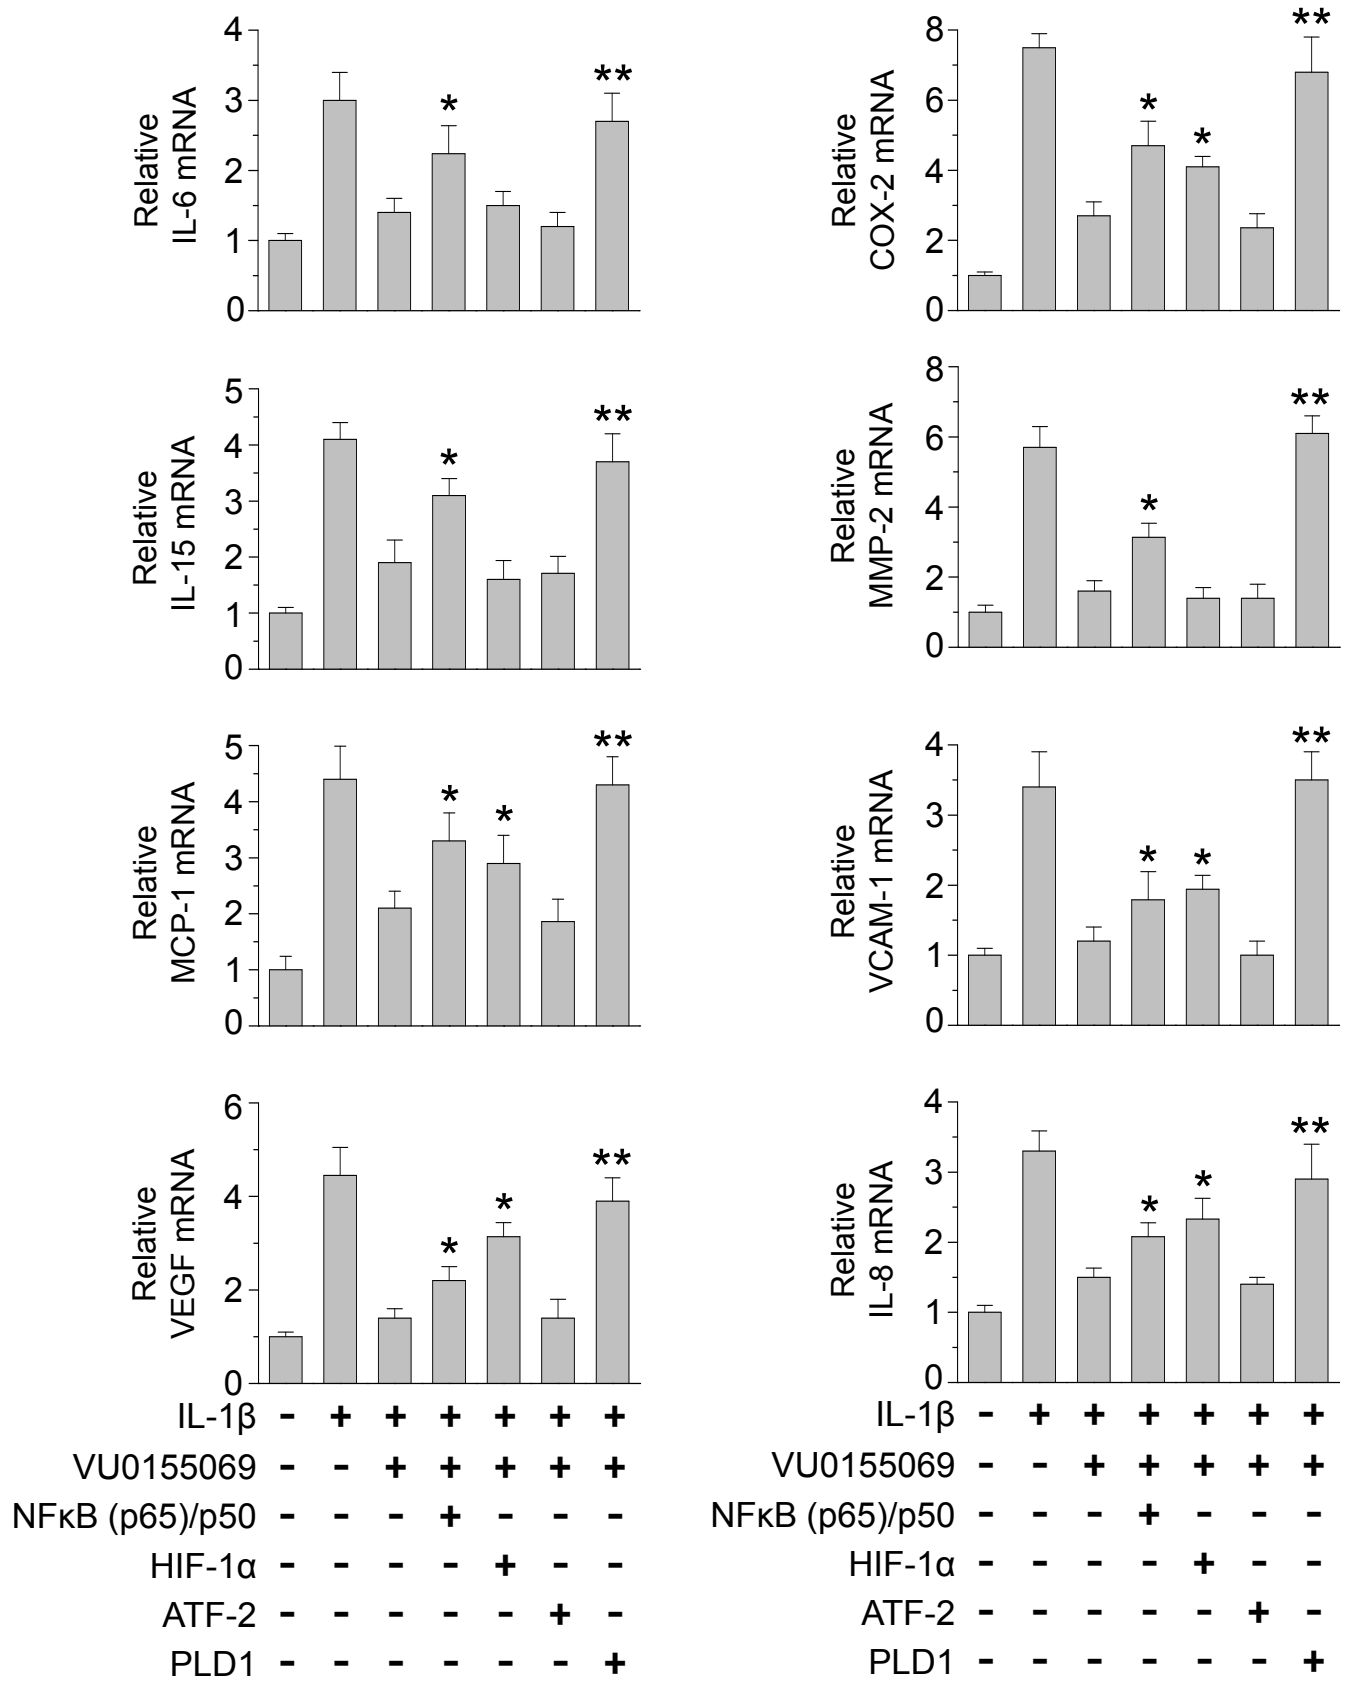 Relative
IL-6 mRNA
4
3
2
1
0
*
**
Relative
COX-2 mRNA
8
6
4
2
0
*
*
**
Relative
IL-15 mRNA
5
4
3
2
1
0
*
**
Relative
MMP-2 mRNA
8
6
4
2
0
*
**
Relative
MCP-1 mRNA
5
4
3
2
1
0
*
*
**
Relative
VCAM-1 mRNA
4
3
2
1
0
*
*
**
Relative
VEGF mRNA
6
4
2
0
*
*
**
Relative
IL-8 mRNA
4
3
2
1
0
*
*
**
IL-1β - + + + + + +
VU0155069 - - + + + + +
NFκB (p65)/p50 - - - + - - -
HIF-1α - - - - + - -
ATF-2 - - - - - + -
PLD1 - - - - - - +
IL-1β - + + + + + +
VU0155069 - - + + + + +
NFκB (p65)/p50 - - - + - - -
HIF-1α - - - - + - -
ATF-2 - - - - - + -
PLD1 - - - - - - +